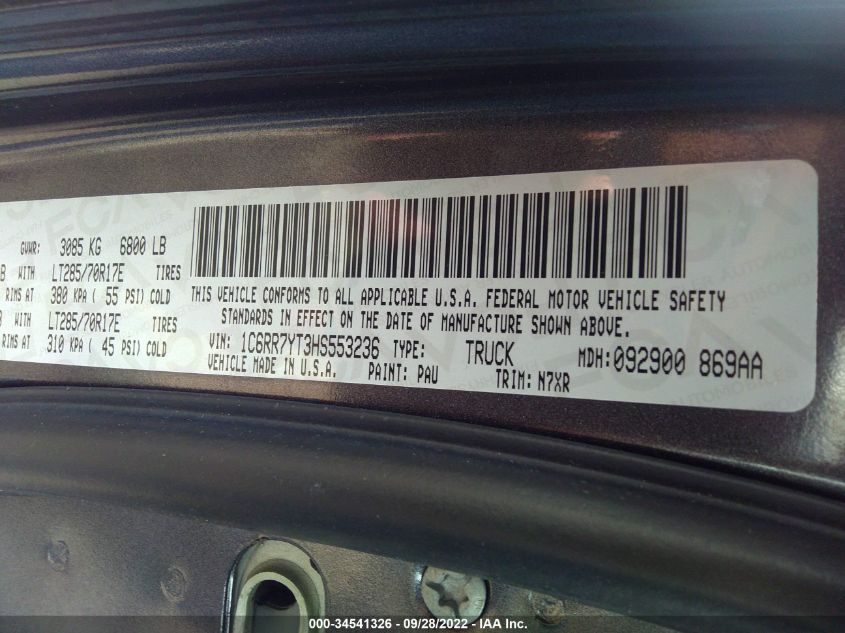 GVWR: 3085 KG 6800 LB
B WITH LT285/70R17E TIRES
RIMS AT 380 KPA ( 55 PSI) COLD
B WITH LT285/70R17E TIRES
RIMS AT 310 KPA ( 45 PSI) COLD
THIS VEHICLE CONFORMS TO ALL APPLICABLE U.S.A. FEDERAL MOTOR VEHICLE SAFETY
STANDARDS IN EFFECT ON THE DATE OF MANUFACTURE SHOWN ABOVE.
VIN: 1C6RR7YT3HS553236 TYPE: TRUCK MDH: 092900 869AA
VEHICLE MADE IN U.S.A. PAINT: PAU TRIM: N7XR
000-34541326 - 09/28/2022 - IAA Inc.